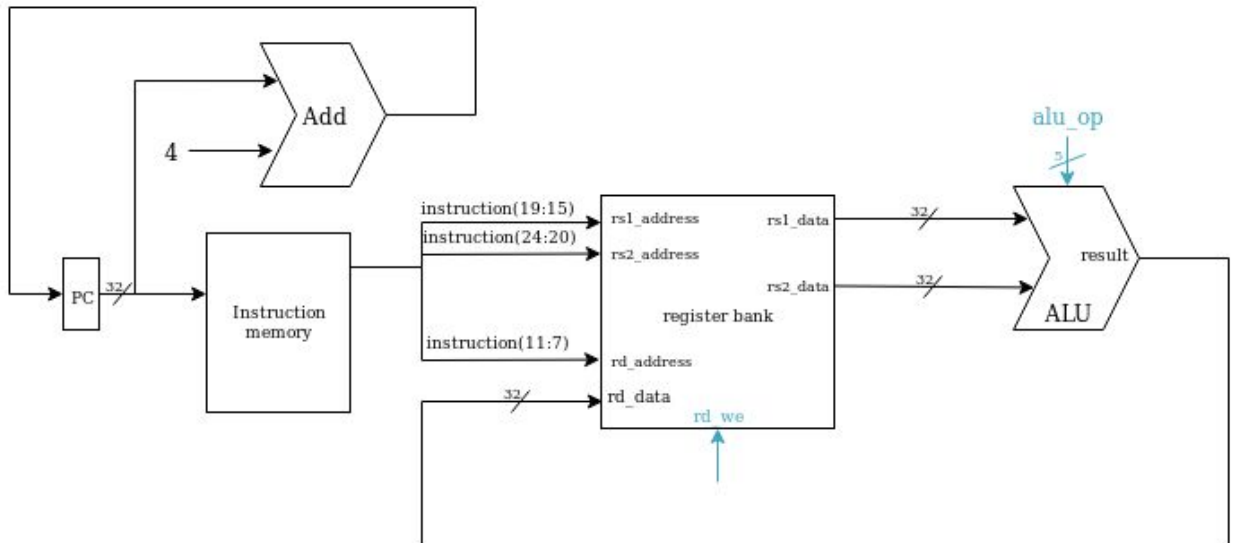 Add
4
alu_op
5
instruction(19:15)
instruction(24:20)
rs1_address
rs1_data
32
rs2_address
result
PC
32
Instruction
memory
rs2_data
32
register bank
ALU
instruction(11:7)
rd_address
32
rd_data
rd_we